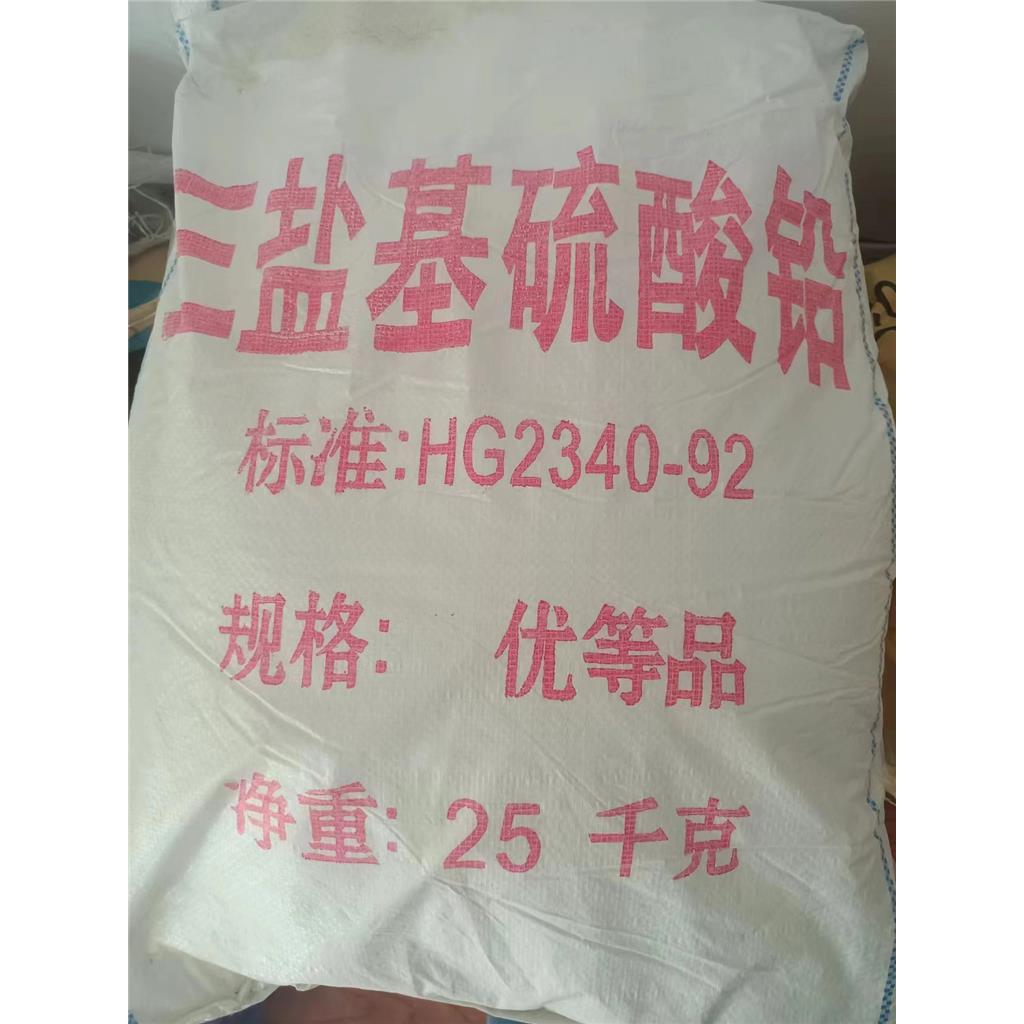 三盐基硫酸铅
标准:HG2340-92
规格: 优等品
净重: 25 千克